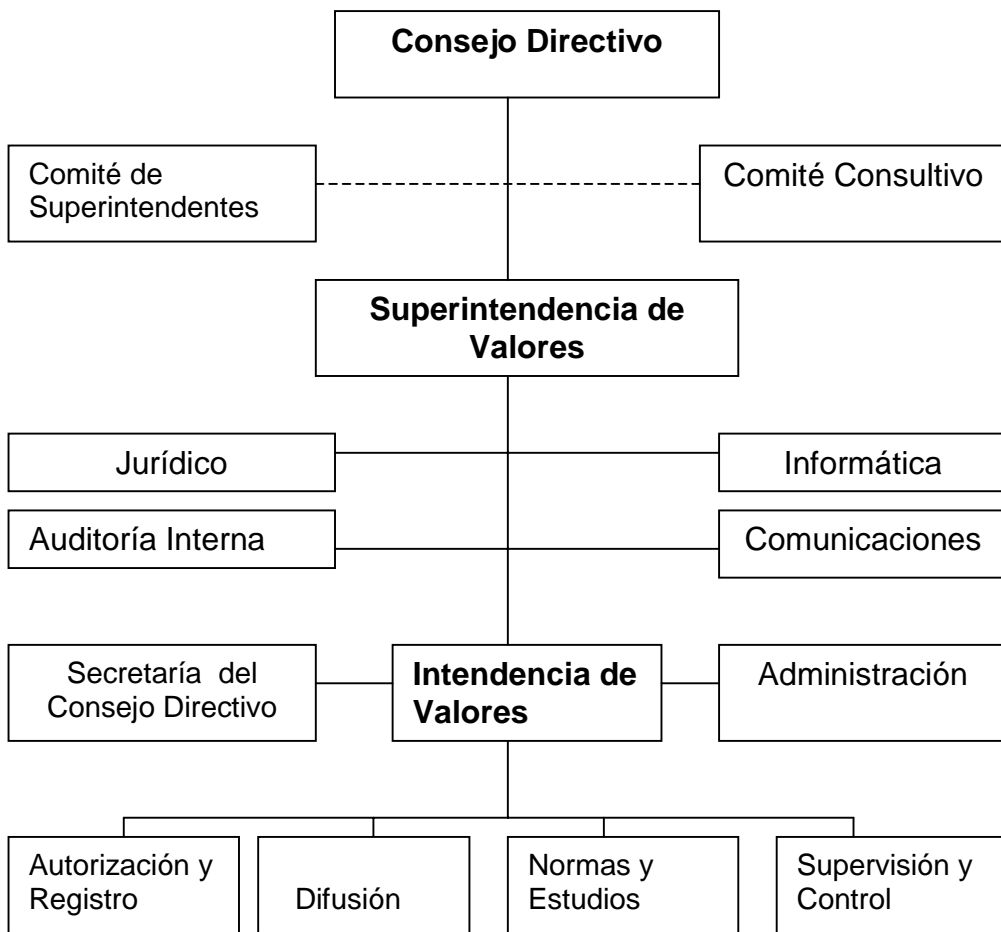 Consejo Directivo
Comité de
Superintendentes
Comité Consultivo
Superintendencia de
Valores
Jurídico
Informática
Auditoría Interna
Comunicaciones
Secretaría del
Consejo Directivo
Intendencia de
Valores
Administración
Autorización y
Registro
Difusión
Normas y
Estudios
Supervisión y
Control